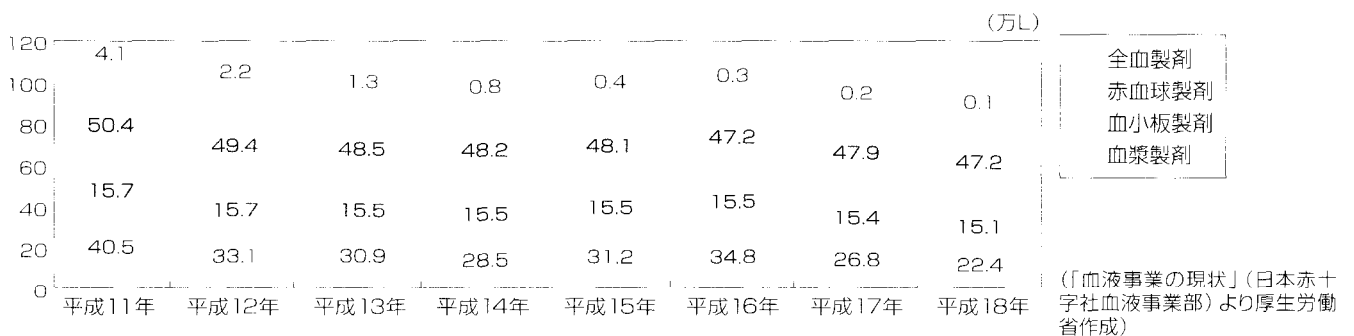 (万L)
120
100
80
60
40
20
0
4.1 2.2 1.3 0.8 0.4 0.3 0.2 0.1
50.4 49.4 48.5 48.2 48.1 47.2 47.9 47.2
15.7 15.7 15.5 15.5 15.5 15.5 15.4 15.1
40.5 33.1 30.9 28.5 31.2 34.8 26.8 22.4
平成11年 平成12年 平成13年 平成14年 平成15年 平成16年 平成17年 平成18年
全血製剤
赤血球製剤
血小板製剤
血漿製剤
(「血液事業の現状」(日本赤十
字社血液事業部)より厚生労働
省作成)